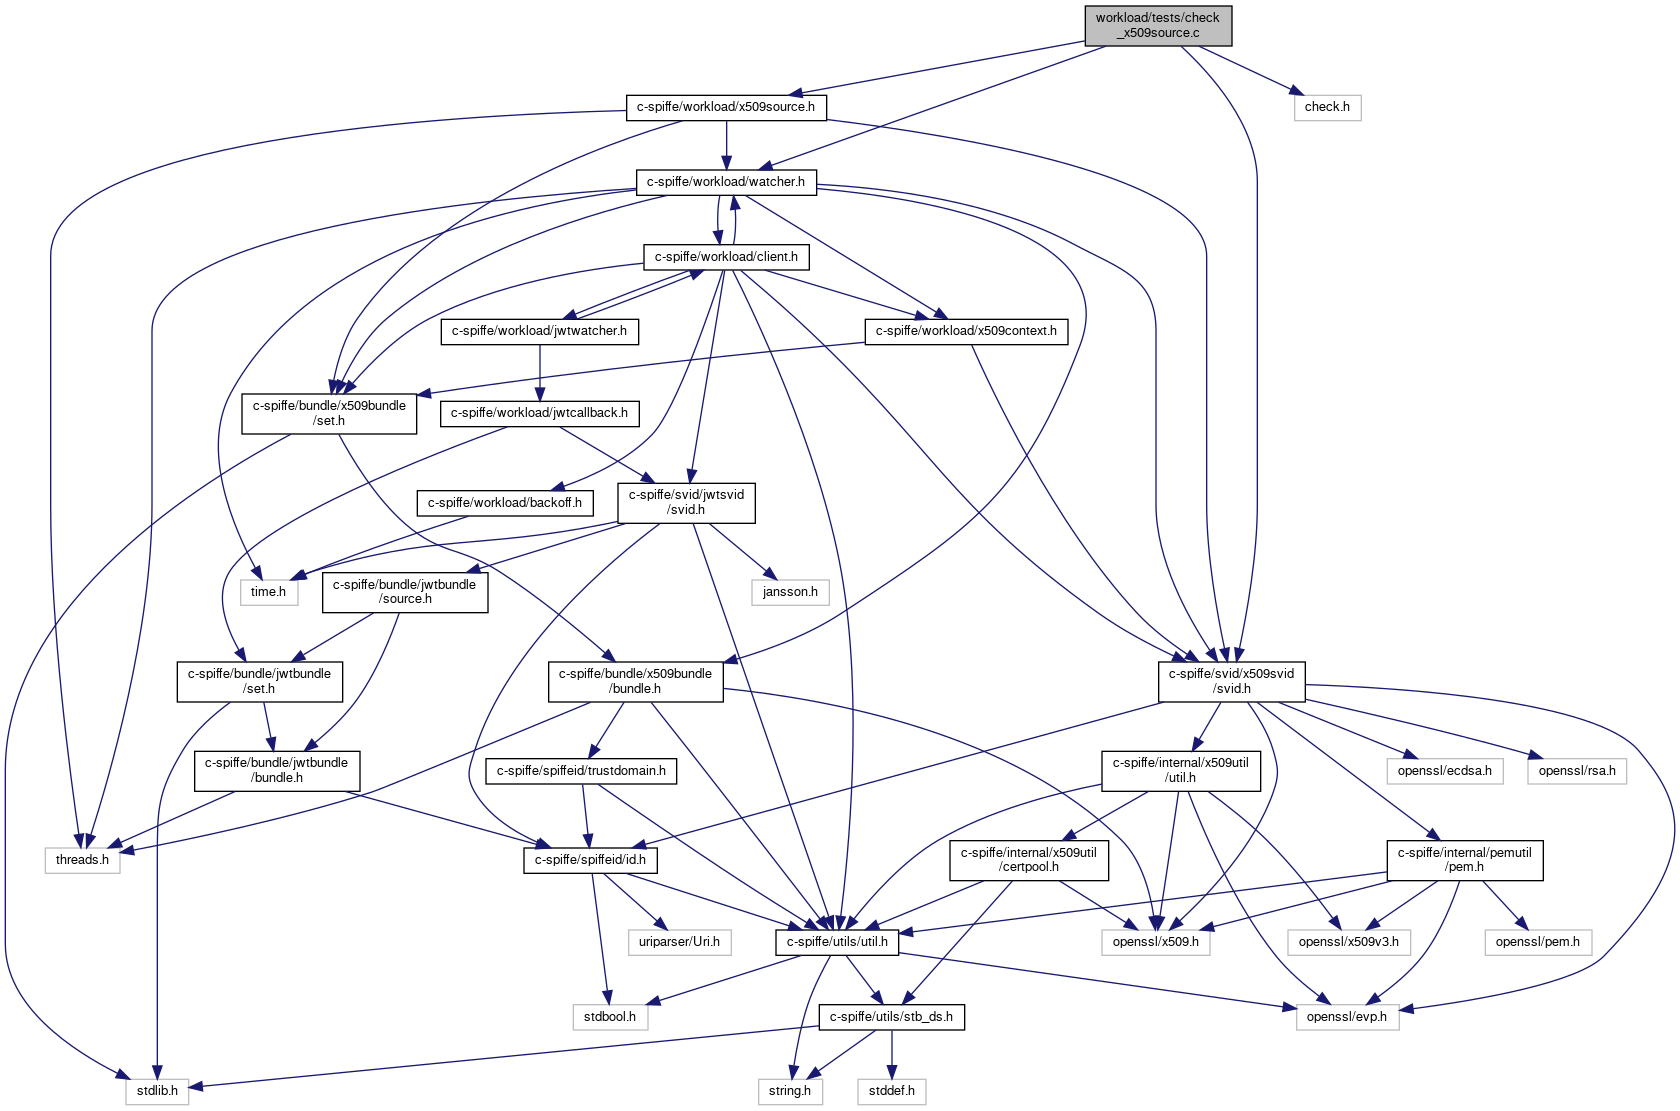 workload/tests/check
_x509source.c
c-spiffe/workload/x509source.h
check.h
c-spiffe/workload/watcher.h
c-spiffe/workload/client.h
c-spiffe/workload/jwtwatcher.h
c-spiffe/workload/x509context.h
c-spiffe/bundle/x509bundle
/set.h
c-spiffe/workload/jwtcallback.h
c-spiffe/workload/backoff.h
c-spiffe/svid/jwtsvid
/svid.h
time.h
c-spiffe/bundle/jwtbundle
/source.h
jansson.h
c-spiffe/bundle/jwtbundle
/set.h
c-spiffe/bundle/x509bundle
/bundle.h
c-spiffe/svid/x509svid
/svid.h
c-spiffe/bundle/jwtbundle
/bundle.h
c-spiffe/spiffeid/trustdomain.h
c-spiffe/internal/x509util
/util.h
openssl/ecdsa.h
openssl/rsa.h
threads.h
c-spiffe/spiffeid/id.h
c-spiffe/internal/x509util
/certpool.h
c-spiffe/internal/pemutil
/pem.h
uriparser/Uri.h
c-spiffe/utils/util.h
openssl/x509.h
openssl/x509v3.h
openssl/pem.h
stdbool.h
c-spiffe/utils/stb_ds.h
openssl/evp.h
stdlib.h
string.h
stddef.h